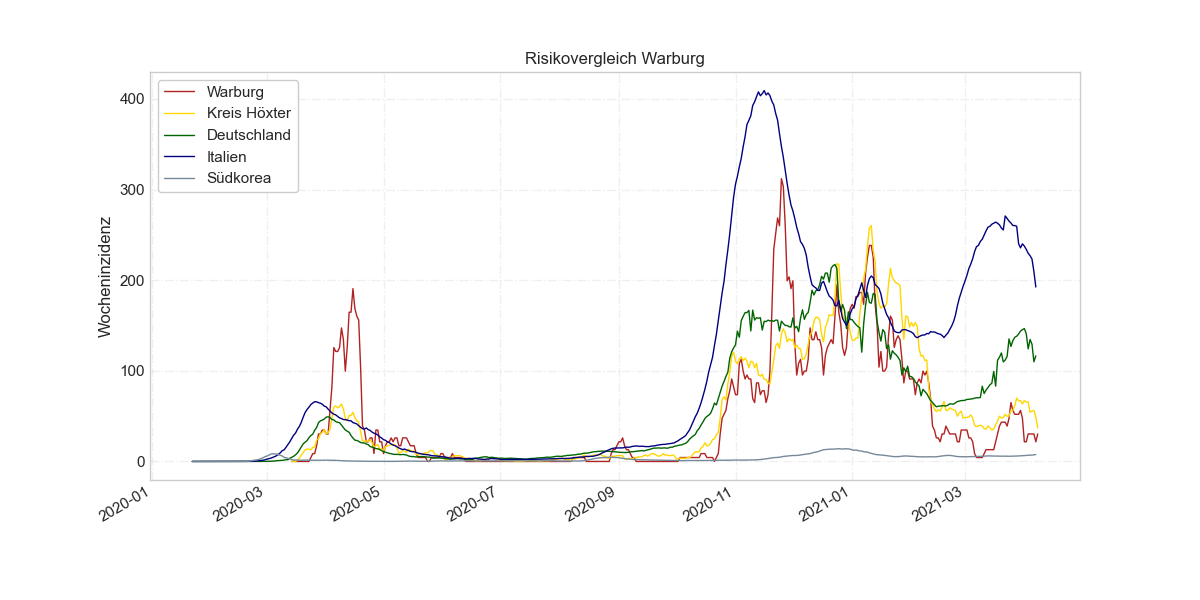 Risikovergleich Warburg
Warburg
Kreis Höxter
Deutschland
Italien
Südkorea
Wocheninzidenz
400
300
200
100
0
2020-01
2020-03
2020-05
2020-07
2020-09
2020-11
2021-01
2021-03